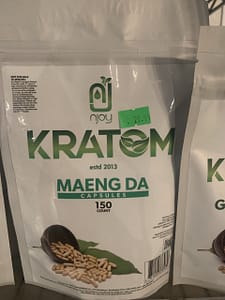 njoy
KRATOM
estd 2013
MAENG DA
CAPSULES
150
COUNT
K
G